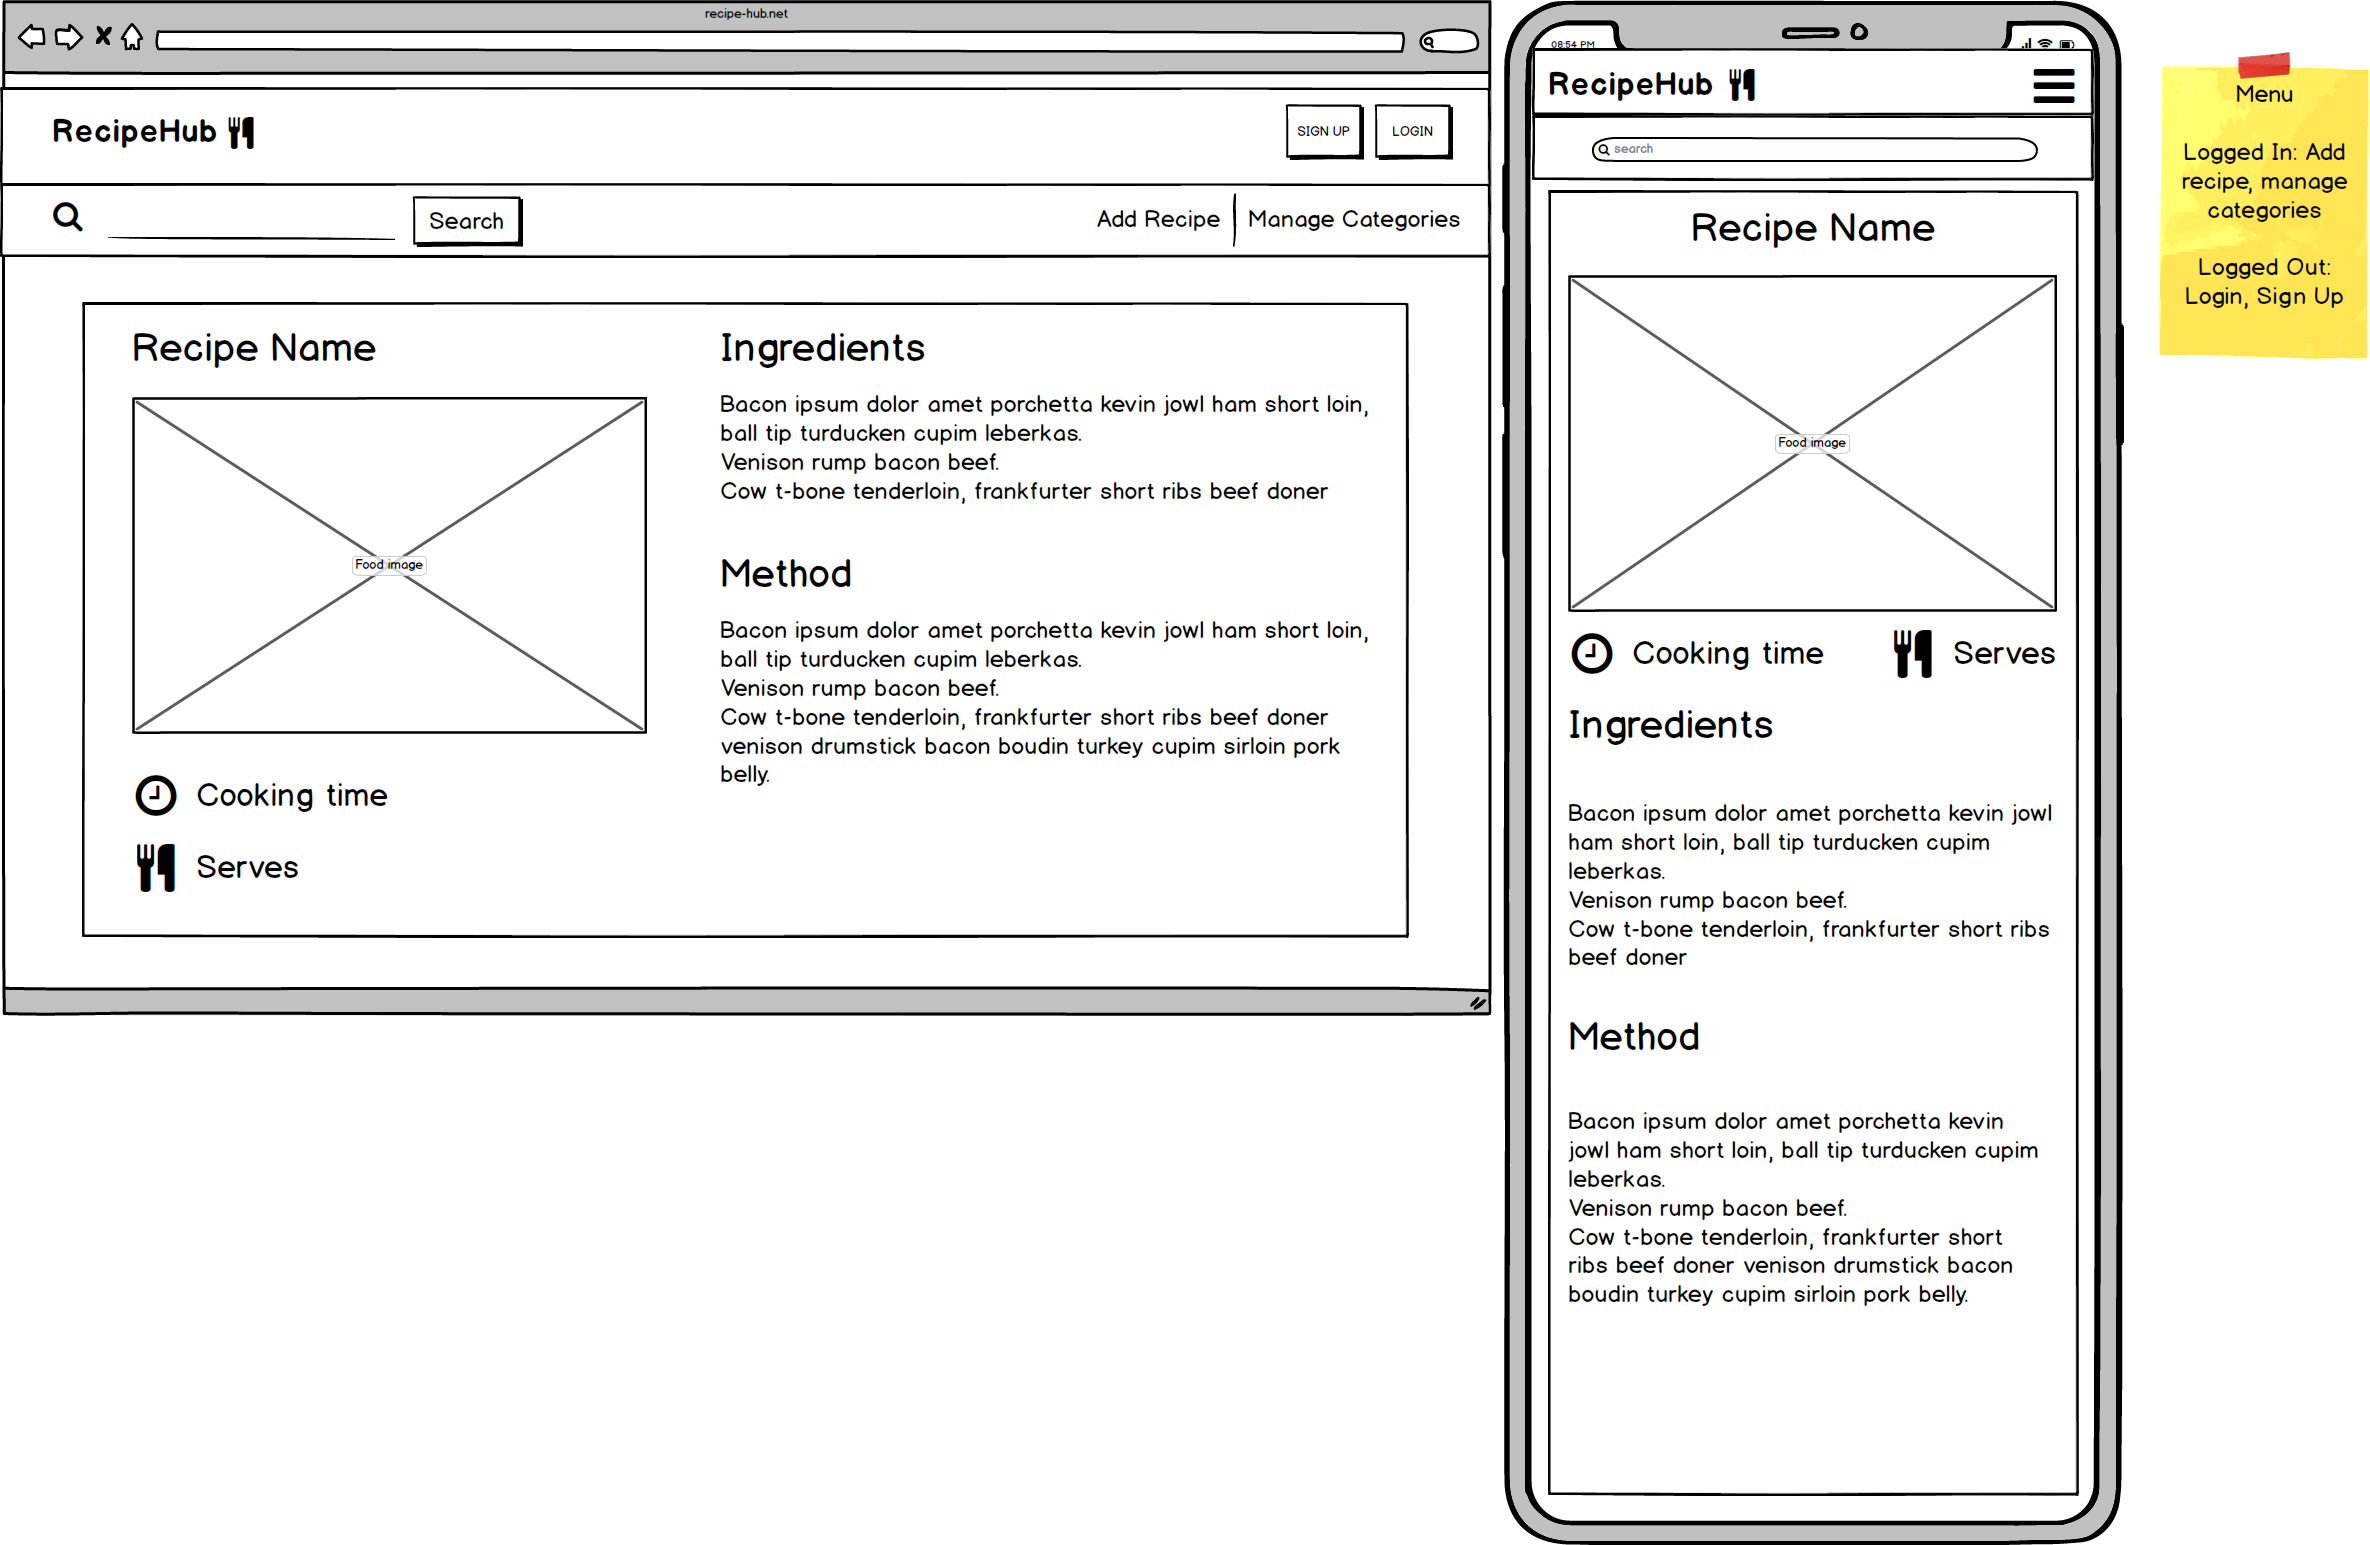 recipe-hub.net
RecipeHub
SIGN UP
LOGIN
Search
Add Recipe
Manage Categories
Recipe Name
Food image
Cooking time
Serves
Ingredients
Bacon ipsum dolor amet porchetta kevin jowl ham short loin,
ball tip turducken cupim leberkas.
Venison rump bacon beef.
Cow t-bone tenderloin, frankfurter short ribs beef doner
Method
Bacon ipsum dolor amet porchetta kevin jowl ham short loin,
ball tip turducken cupim leberkas.
Venison rump bacon beef.
Cow t-bone tenderloin, frankfurter short ribs beef doner
venison drumstick bacon boudin turkey cupim sirloin pork
belly.
08:54 PM
RecipeHub
search
Recipe Name
Food image
Cooking time
Serves
Ingredients
Bacon ipsum dolor amet porchetta kevin jowl
ham short loin, ball tip turducken cupim
leberkas.
Venison rump bacon beef.
Cow t-bone tenderloin, frankfurter short ribs
beef doner
Method
Bacon ipsum dolor amet porchetta kevin
jowl ham short loin, ball tip turducken cupim
leberkas.
Venison rump bacon beef.
Cow t-bone tenderloin, frankfurter short
ribs beef doner venison drumstick bacon
boudin turkey cupim sirloin pork belly.
Menu
Logged In: Add
recipe, manage
categories
Logged Out:
Login, Sign Up